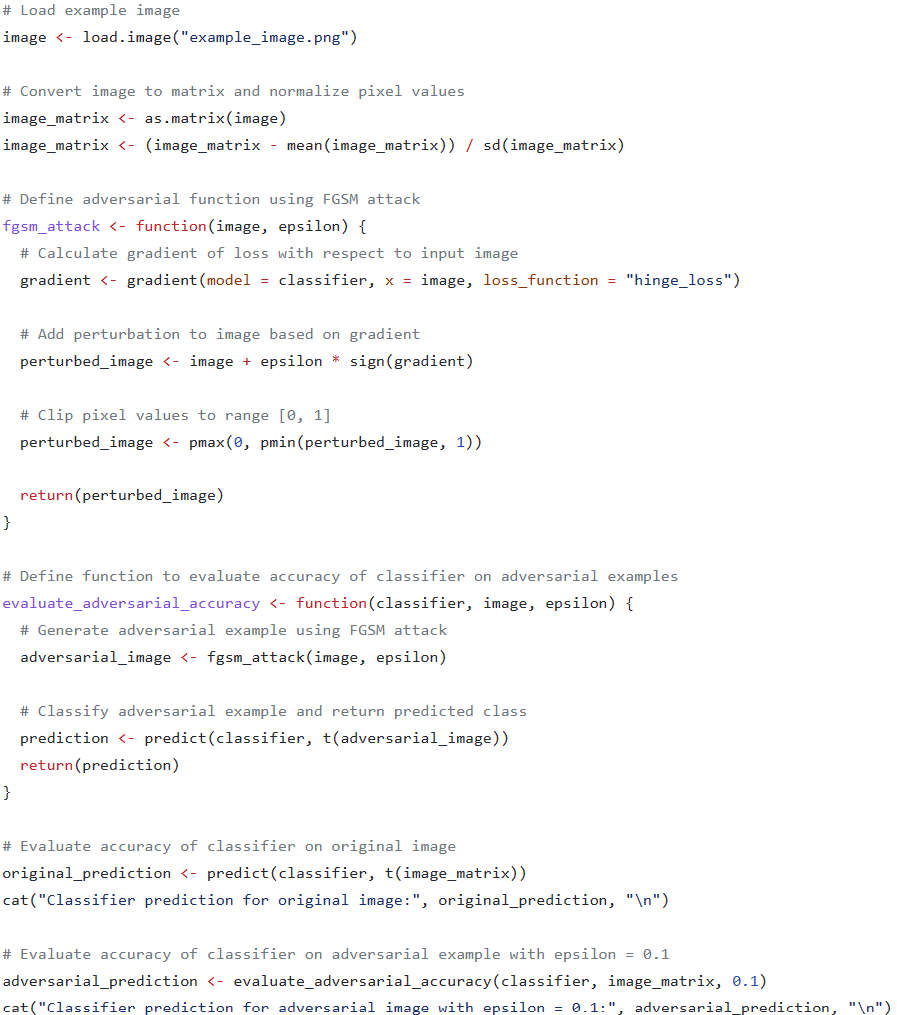 # Load example image
image <- load.image("example_image.png")
# Convert image to matrix and normalize pixel values
image_matrix <- as.matrix(image)
image_matrix <- (image_matrix - mean(image_matrix)) / sd(image_matrix)
# Define adversarial function using FGSM attack
fgsm_attack <- function(image, epsilon) {
  # Calculate gradient of loss with respect to input image
  gradient <- gradient(model = classifier, x = image, loss_function = "hinge_loss")
  # Add perturbation to image based on gradient
  perturbed_image <- image + epsilon * sign(gradient)
  # Clip pixel values to range [0, 1]
  perturbed_image <- pmax(0, pmin(perturbed_image, 1))
  return(perturbed_image)
}
# Define function to evaluate accuracy of classifier on adversarial examples
evaluate_adversarial_accuracy <- function(classifier, image, epsilon) {
  # Generate adversarial example using FGSM attack
  adversarial_image <- fgsm_attack(image, epsilon)
  # Classify adversarial example and return predicted class
  prediction <- predict(classifier, t(adversarial_image))
  return(prediction)
}
# Evaluate accuracy of classifier on original image
original_prediction <- predict(classifier, t(image_matrix))
cat("Classifier prediction for original image:", original_prediction, "\n")
# Evaluate accuracy of classifier on adversarial example with epsilon = 0.1
adversarial_prediction <- evaluate_adversarial_accuracy(classifier, image_matrix, 0.1)
cat("Classifier prediction for adversarial image with epsilon = 0.1:", adversarial_prediction, "\n")